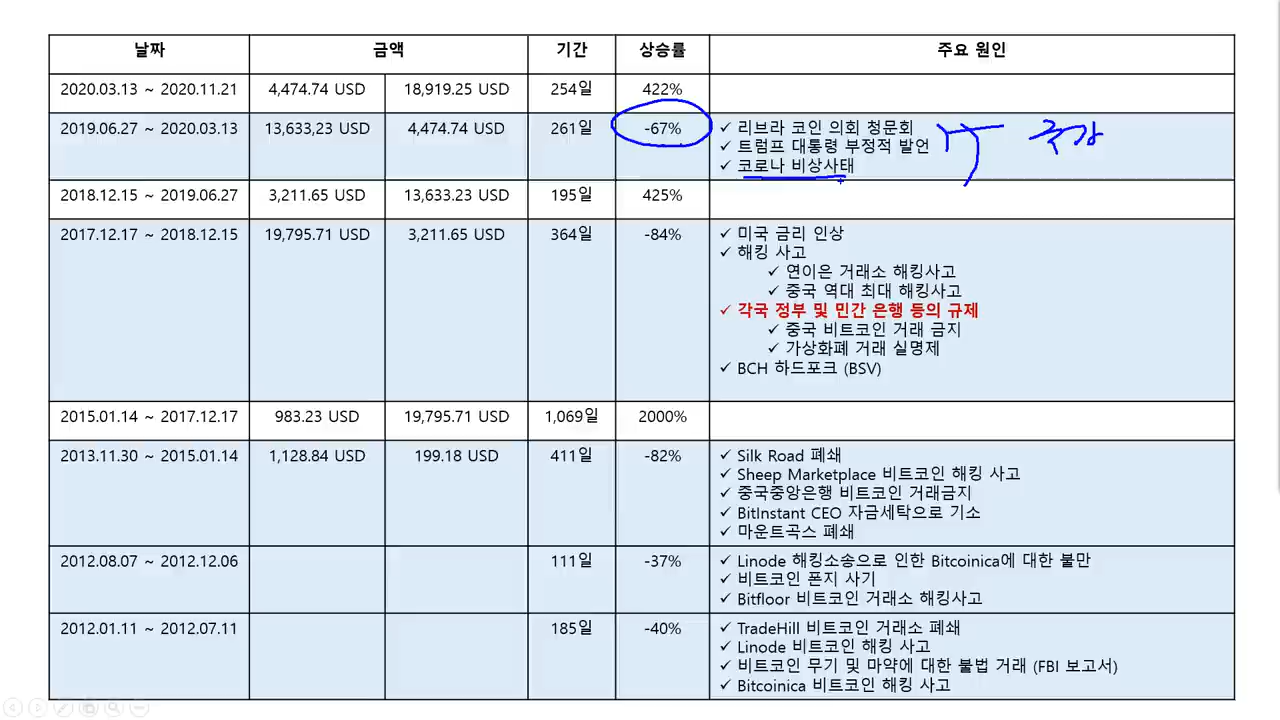 날짜 금액 기간 상승률 주요 원인
2020.03.13 ~ 2020.11.21 4,474.74 USD 18,919.25 USD 254일 422%
2019.06.27 ~ 2020.03.13 13,633,23 USD 4,474.74 USD 261일 -67% ✓ 리브라 코인 의회 청문회
✓ 트럼프 대통령 부정적 발언
✓ 코로나 비상사태
2018.12.15 ~ 2019.06.27 3,211.65 USD 13,633.23 USD 195일 425%
2017.12.17 ~ 2018.12.15 19,795.71 USD 3,211.65 USD 364일 -84% ✓ 미국 금리 인상
✓ 해킹 사고
✓ 연이은 거래소 해킹사고
✓ 중국 역대 최대 해킹사고
✓ 각국 정부 및 민간 은행 등의 규제
✓ 중국 비트코인 거래 금지
✓ 가상화폐 거래 실명제
✓ BCH 하드포크 (BSV)
2015.01.14 ~ 2017.12.17 983.23 USD 19,795.71 USD 1,069일 2000%
2013.11.30 ~ 2015.01.14 1,128.84 USD 199.18 USD 411일 -82% ✓ Silk Road 폐쇄
✓ Sheep Marketplace 비트코인 해킹 사고
✓ 중국중앙은행 비트코인 거래금지
✓ BitInstant CEO 자금세탁으로 기소
✓ 마운트곡스 폐쇄
2012.08.07 ~ 2012.12.06 111일 -37% ✓ Linode 해킹소송으로 인한 Bitcoinica에 대한 불만
✓ 비트코인 폰지 사기
✓ Bitfloor 비트코인 거래소 해킹사고
2012.01.11 ~ 2012.07.11 185일 -40% ✓ TradeHill 비트코인 거래소 폐쇄
✓ Linode 비트코인 해킹 사고
✓ 비트코인 무기 및 마약에 대한 불법 거래 (FBI 보고서)
✓ Bitcoinica 비트코인 해킹 사고